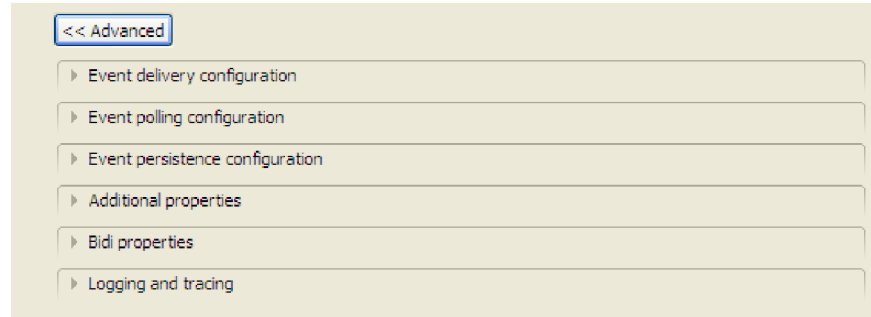 << Advanced
Event delivery configuration
Event polling configuration
Event persistence configuration
Additional properties
Bidi properties
Logging and tracing